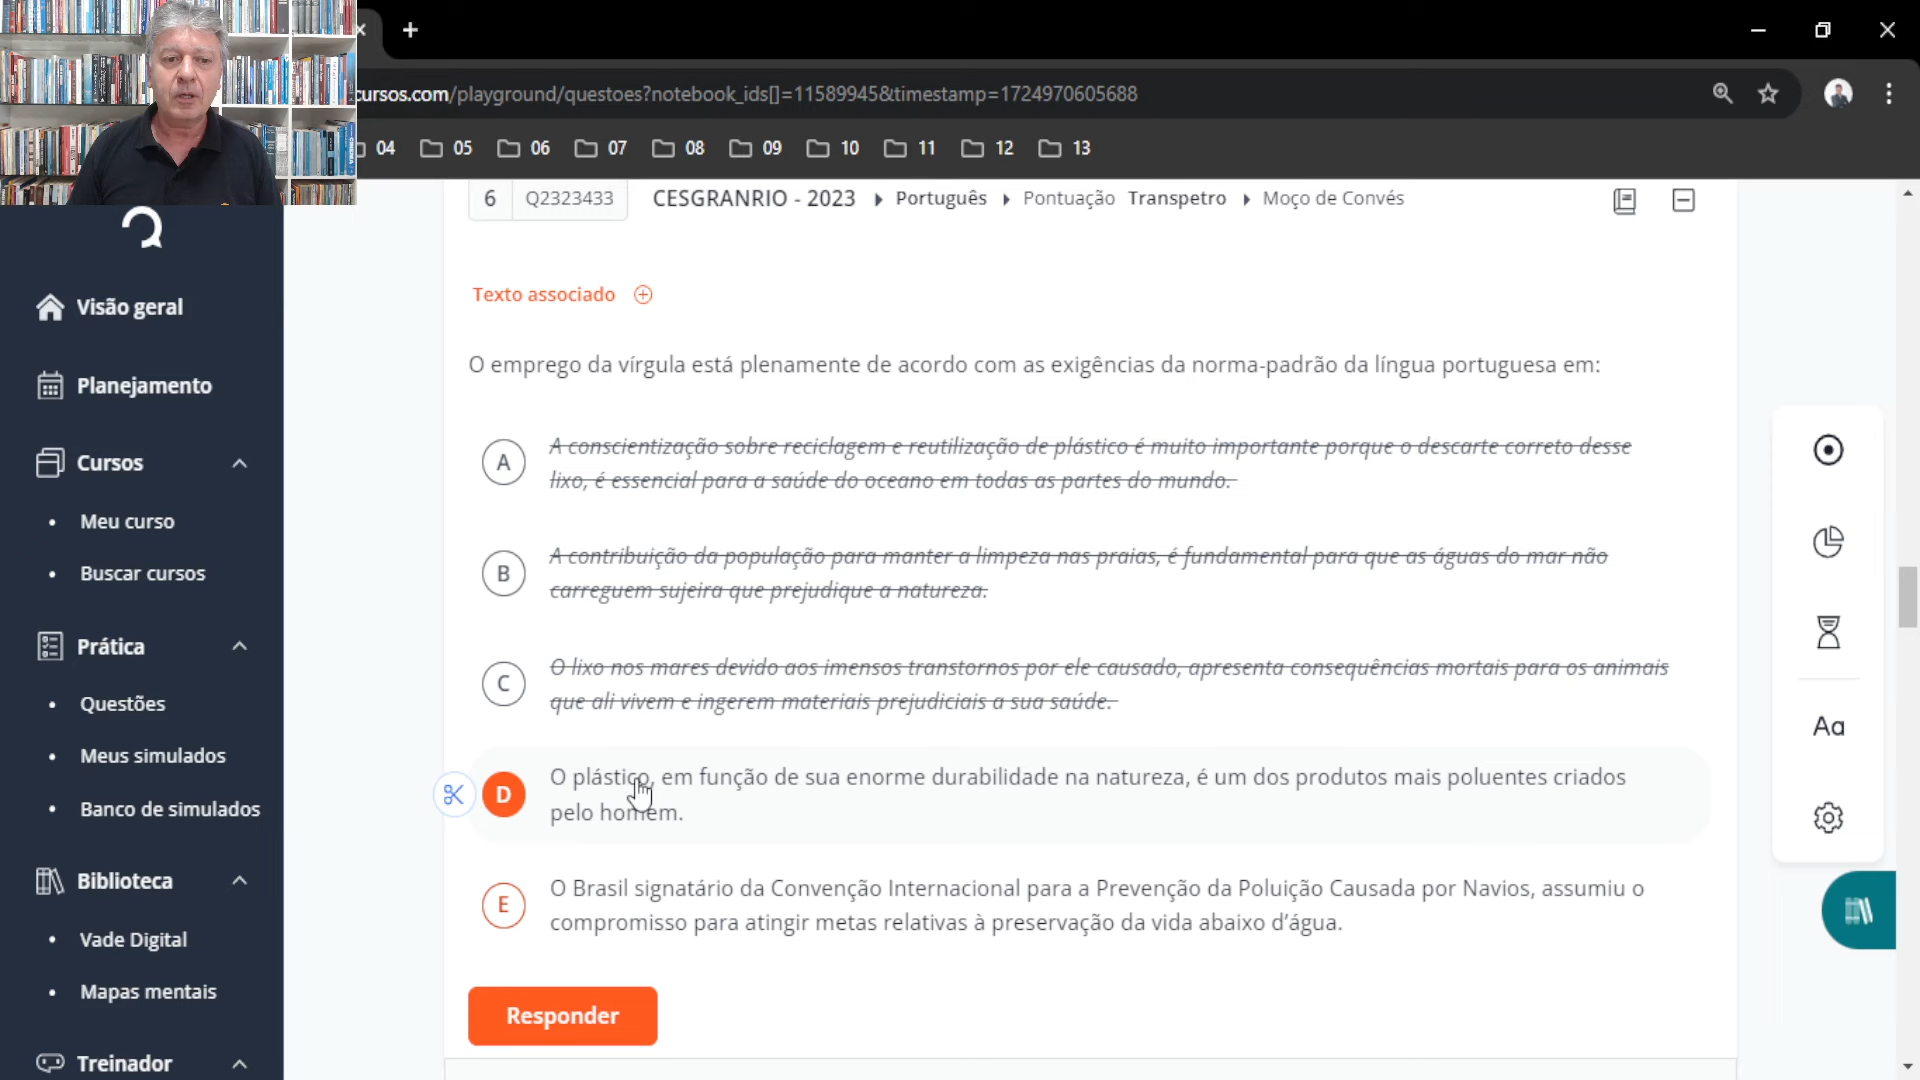 cursos.com/playground/questoes?notebook_ids[]=11589945&timestamp=1724970605688
04 05 06 07 08 09 10 11 12 13
6 Q2323433 CESGRANRIO - 2023 Português Pontuação Transpetro Moço de Convés
Texto associado
O emprego da vírgula está plenamente de acordo com as exigências da norma-padrão da língua portuguesa em:
A
A conscientização sobre reciclagem e reutilização de plástico é muito importante porque o descarte correto desse
lixo, é essencial para a saúde do oceano em todas as partes do mundo.
B
A contribuição da população para manter a limpeza nas praias, é fundamental para que as águas do mar não
carreguem sujeira que prejudique a natureza.
C
O lixo nos mares devido aos imensos transtornos por ele causado, apresenta consequências mortais para os animais
que ali vivem e ingerem materiais prejudiciais a sua saúde.
D
O plástico, em função de sua enorme durabilidade na natureza, é um dos produtos mais poluentes criados
pelo homem.
E
O Brasil signatário da Convenção Internacional para a Prevenção da Poluição Causada por Navios, assumiu o
compromisso para atingir metas relativas à preservação da vida abaixo d’água.
Responder
Visão geral
Planejamento
Cursos
Meu curso
Buscar cursos
Prática
Questões
Meus simulados
Banco de simulados
Biblioteca
Vade Digital
Mapas mentais
Treinador
Aa